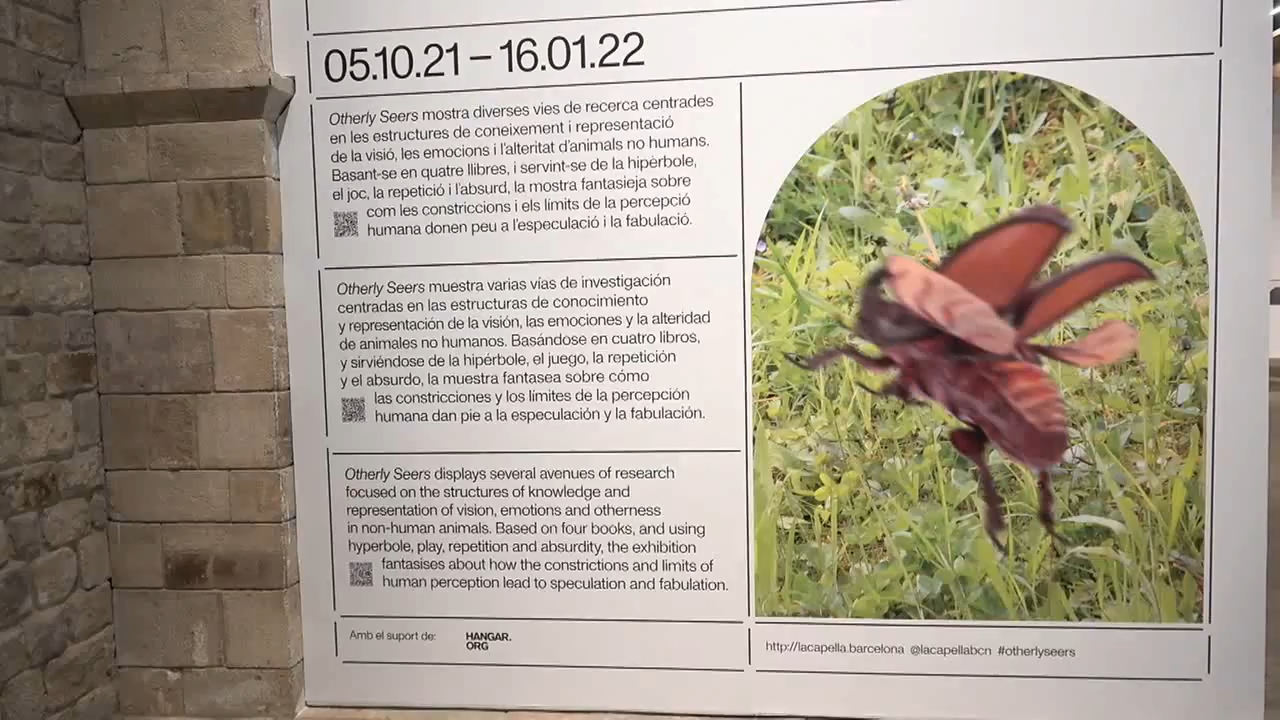 05.10.21 – 16.01.22
Otherly Seers mostra diverses vies de recerca centrades
en les estructures de coneixement i representació
de la visió, les emocions i l'alteritat d'animals no humans.
Basant-se en quatre llibres, i servint-se de la hipèrbole,
el joc, la repetició i l'absurd, la mostra fantasieja sobre
com les constriccions i els límits de la percepció
humana donen peu a l'especulació i la fabulació.
Otherly Seers muestra varias vías de investigación
centradas en las estructuras de conocimiento
y representación de la visión, las emociones y la alteridad
de animales no humanos. Basándose en cuatro libros,
y sirviéndose de la hipérbole, el juego, la repetición
y el absurdo, la muestra fantasea sobre cómo
las constricciones y los límites de la percepción
humana dan pie a la especulación y la fabulación.
Otherly Seers displays several avenues of research
focused on the structures of knowledge and
representation of vision, emotions and otherness
in non-human animals. Based on four books, and using
hyperbole, play, repetition and absurdity, the exhibition
fantasises about how the constrictions and limits of
human perception lead to speculation and fabulation.
Amb el suport de:
HANGAR.
ORG
http://lacapella.barcelona @lacapellabcn #otherlyseers